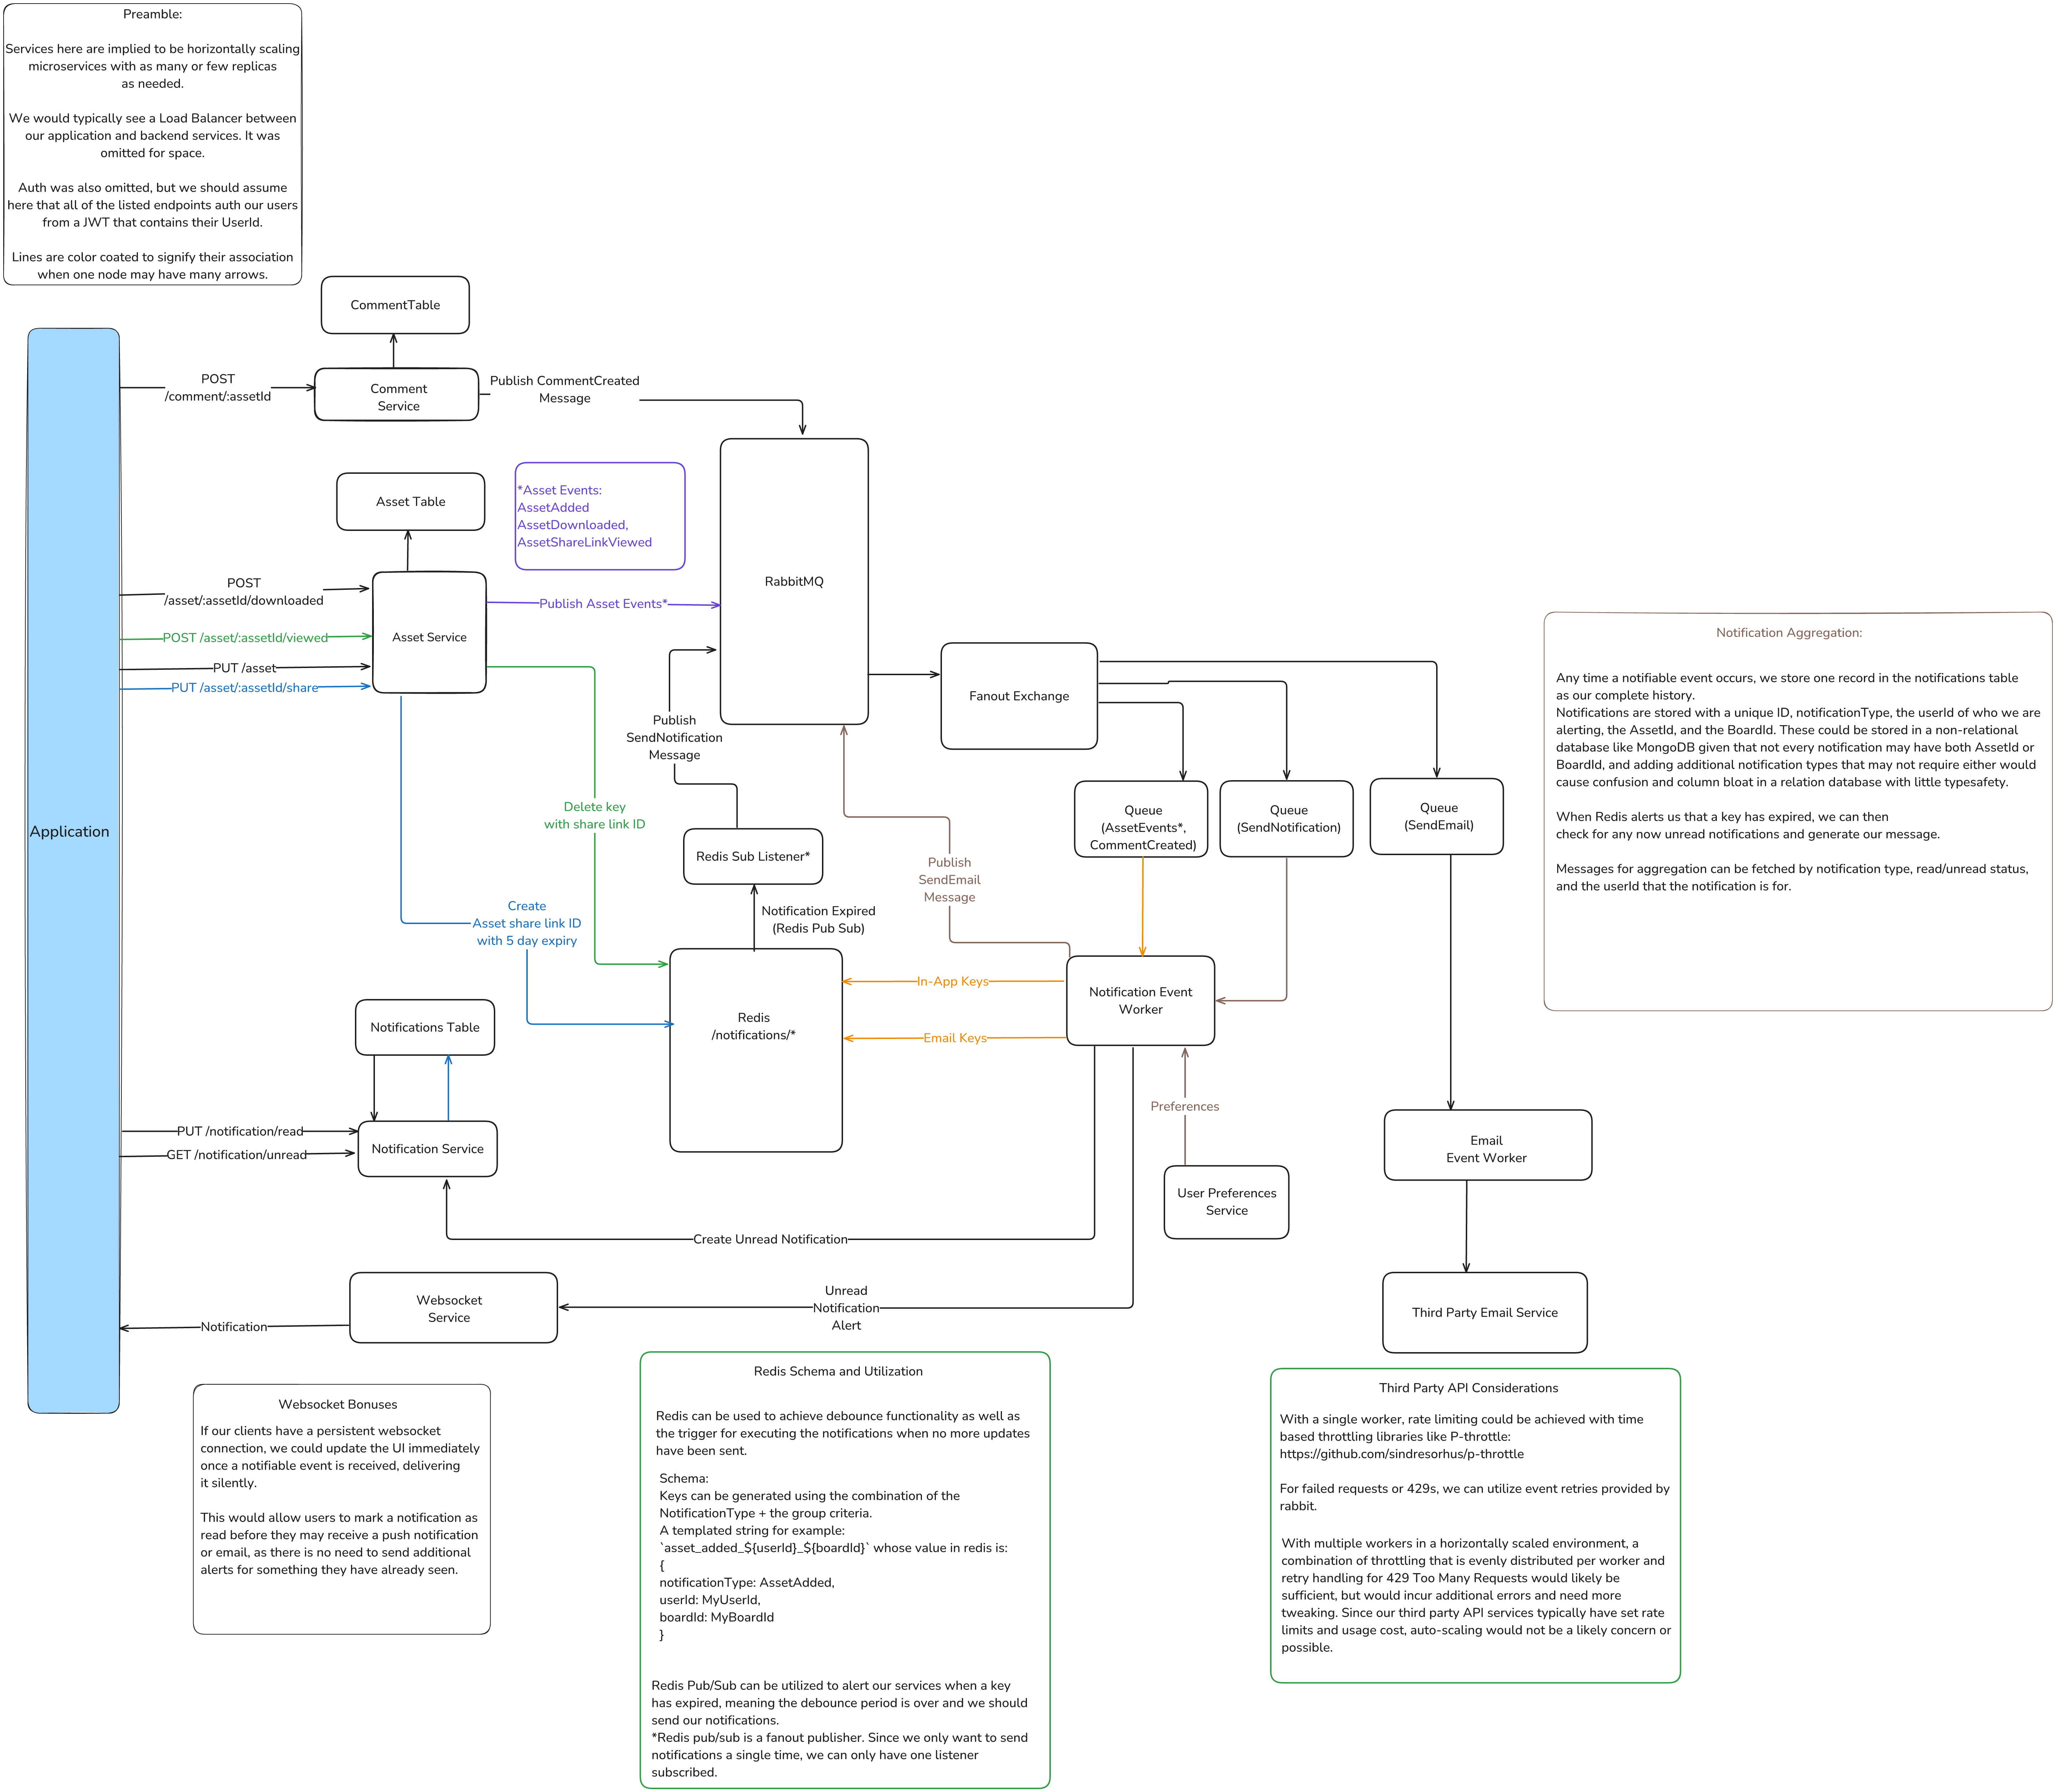 Preamble:
Services here are implied to be horizontally scaling
microservices with as many or few replicas
as needed.
We would typically see a Load Balancer between
our application and backend services. It was
omitted for space.
Auth was also omitted, but we should assume
here that all of the listed endpoints auth our users
from a JWT that contains their UserId.
Lines are color coated to signify their association
when one node may have many arrows.
CommentTable
POST
/comment/:assetId
Comment
Service
Publish CommentCreated
Message
Asset Table
*Asset Events:
AssetAdded
AssetDownloaded,
AssetShareLinkViewed
RabbitMQ
POST
/asset/:assetId/downloaded
Publish Asset Events*
POST /asset/:assetId/viewed
Asset Service
PUT /asset
PUT /asset/:assetId/share
Fanout Exchange
Publish
SendNotification
Message
Notification Aggregation:
Any time a notifiable event occurs, we store one record in the notifications table
as our complete history.
Notifications are stored with a unique ID, notificationType, the userId of who we are
alerting, the AssetId, and the BoardId. These could be stored in a non-relational
database like MongoDB given that not every notification may have both AssetId or
BoardId, and adding additional notification types that may not require either would
cause confusion and column bloat in a relation database with little typesafety.
When Redis alerts us that a key has expired, we can then
check for any now unread notifications and generate our message.
Messages for aggregation can be fetched by notification type, read/unread status,
and the userId that the notification is for.
Application
Delete key
with share link ID
Queue
(AssetEvents*,
CommentCreated)
Queue
(SendNotification)
Queue
(SendEmail)
Redis Sub Listener*
Publish
SendEmail
Message
Create
Asset share link ID
with 5 day expiry
Notification Expired
(Redis Pub Sub)
In-App Keys
Notification Event
Worker
Notifications Table
Redis
/notifications/*
Email Keys
Preferences
PUT /notification/read
GET /notification/unread
Notification Service
Email
Event Worker
User Preferences
Service
Create Unread Notification
Websocket
Service
Unread
Notification
Alert
Third Party Email Service
Notification
Websocket Bonuses
If our clients have a persistent websocket
connection, we could update the UI immediately
once a notifiable event is received, delivering
it silently.
This would allow users to mark a notification as
read before they may receive a push notification
or email, as there is no need to send additional
alerts for something they have already seen.
Redis Schema and Utilization
Redis can be used to achieve debounce functionality as well as
the trigger for executing the notifications when no more updates
have been sent.
Schema:
Keys can be generated using the combination of the
NotificationType + the group criteria.
A templated string for example:
`asset_added_${userId}_${boardId}` whose value in redis is:
{
notificationType: AssetAdded,
userId: MyUserId,
boardId: MyBoardId
}
Redis Pub/Sub can be utilized to alert our services when a key
has expired, meaning the debounce period is over and we should
send our notifications.
*Redis pub/sub is a fanout publisher. Since we only want to send
notifications a single time, we can only have one listener
subscribed.
Third Party API Considerations
With a single worker, rate limiting could be achieved with time
based throttling libraries like P-throttle:
https://github.com/sindresorhus/p-throttle
For failed requests or 429s, we can utilize event retries provided by
rabbit.
With multiple workers in a horizontally scaled environment, a
combination of throttling that is evenly distributed per worker and
retry handling for 429 Too Many Requests would likely be
sufficient, but would incur additional errors and need more
tweaking. Since our third party API services typically have set rate
limits and usage cost, auto-scaling would not be a likely concern or
possible.